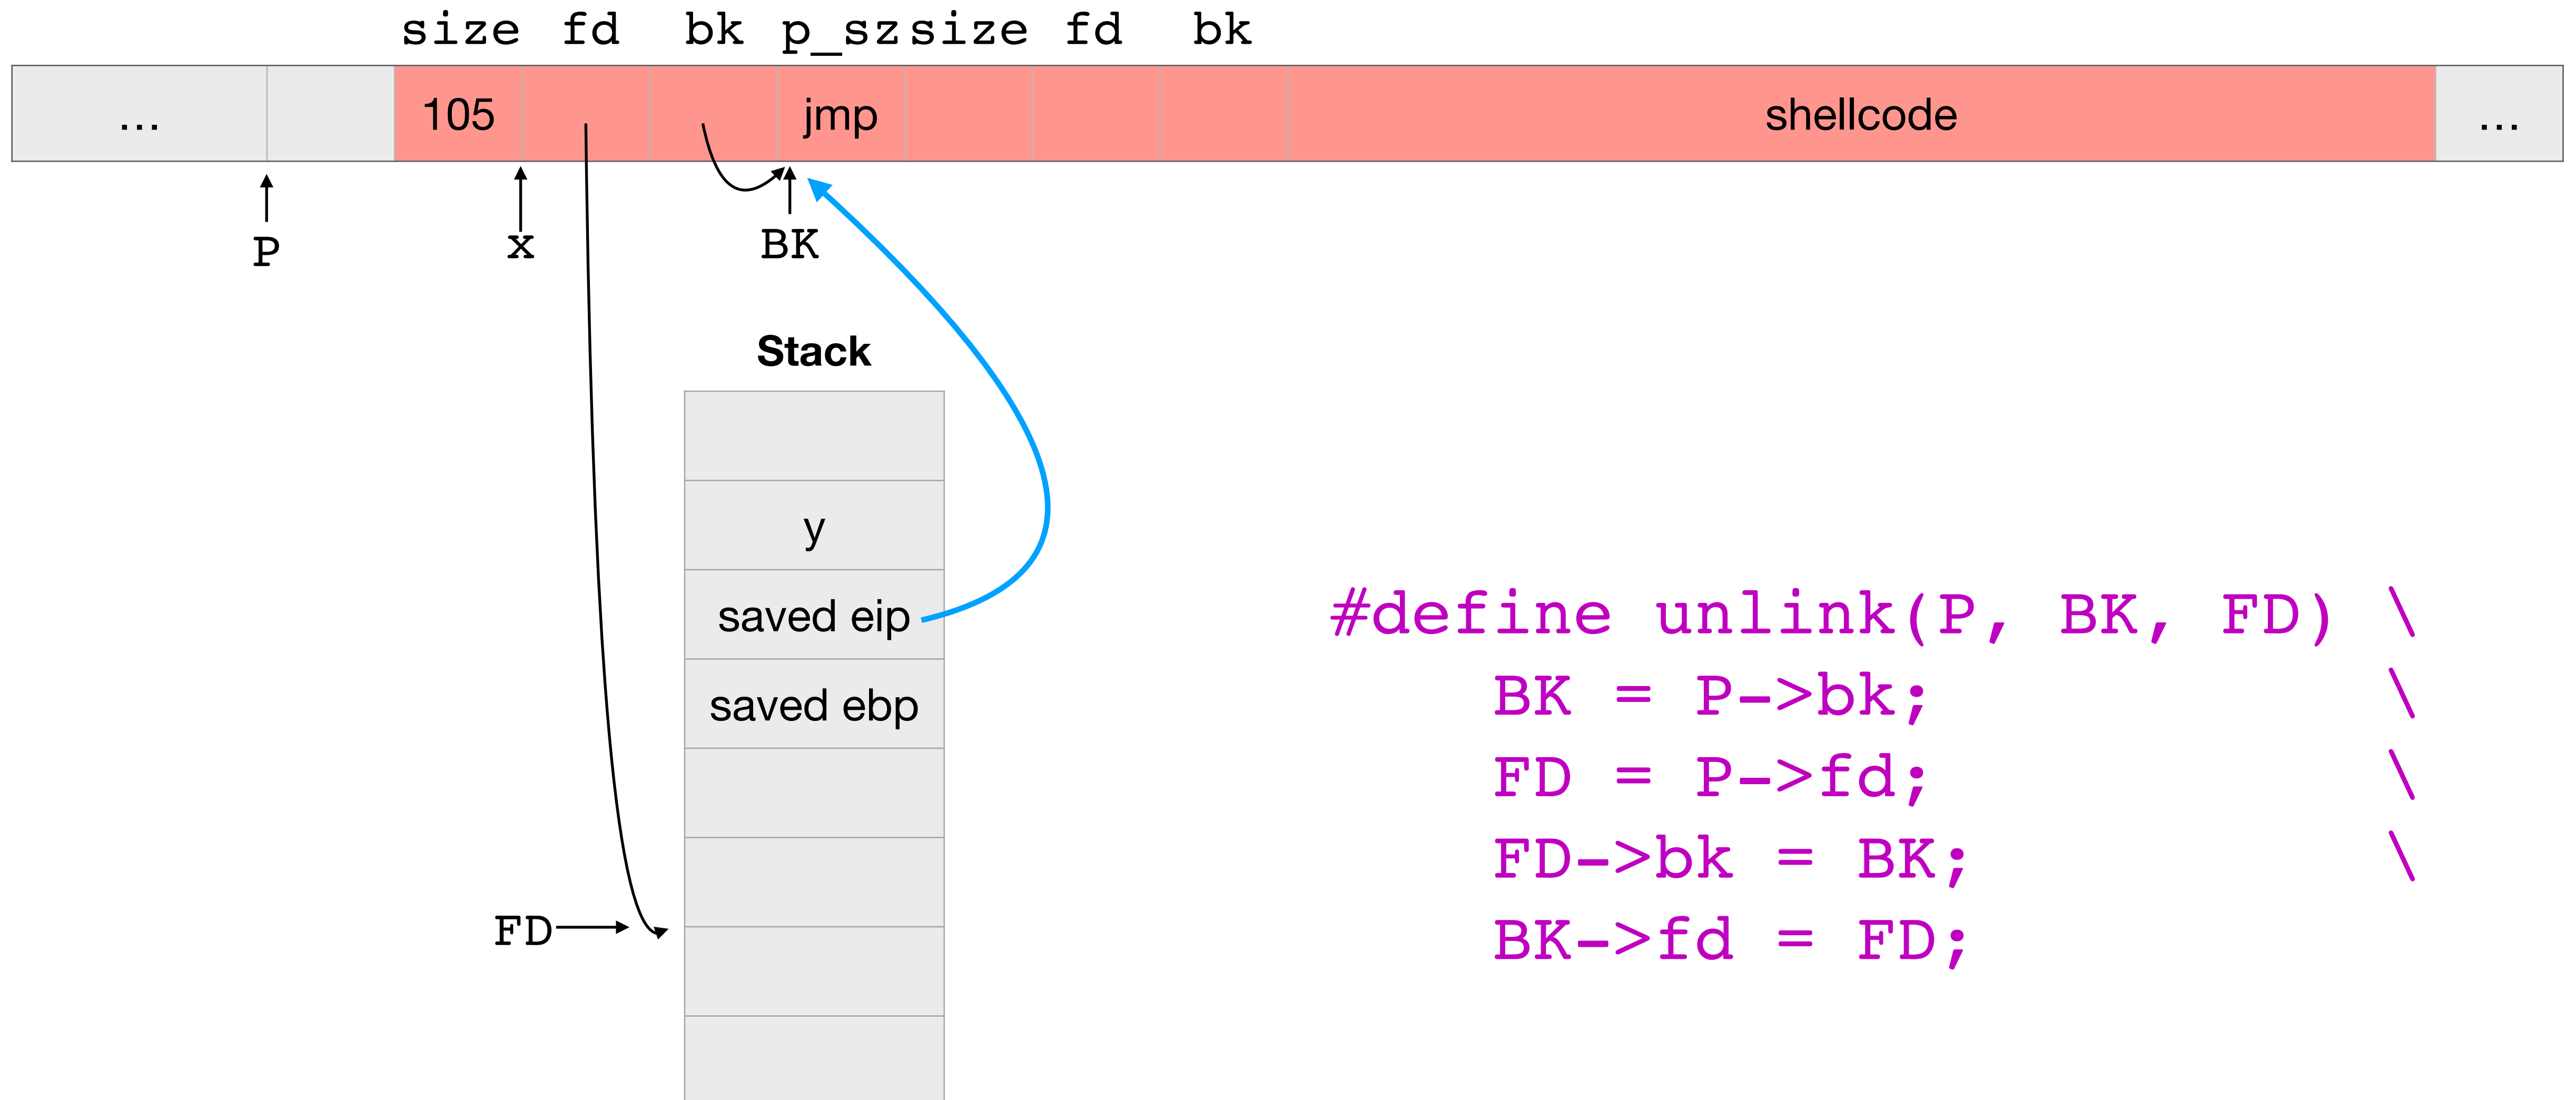 size fd bk p_sz size fd bk
... 105 jmp shellcode ...
P x BK
Stack
y
saved eip
saved ebp
FD
#define unlink(P, BK, FD) \
BK = P->bk; \
FD = P->fd; \
FD->bk = BK; \
BK->fd = FD;